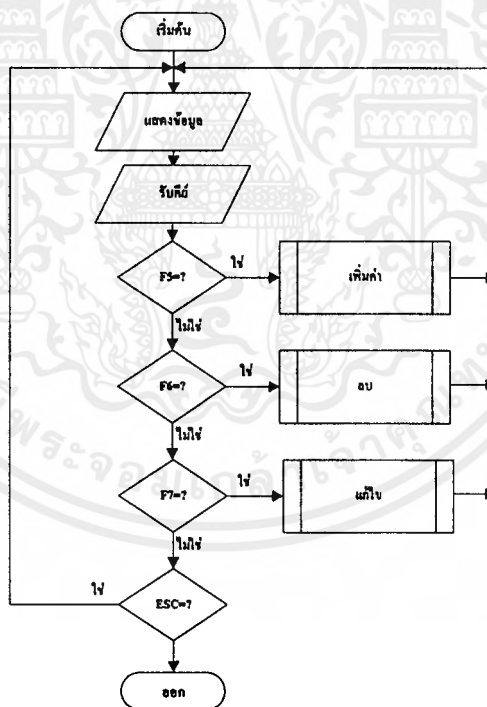 เริ่มต้น
แสดงข้อมูล
รับคีย์
F5=?
ใช่
เพิ่มค่า
ไม่ใช่
F6=?
ใช่
ลบ
ไม่ใช่
F7=?
ใช่
แก้ไข
ไม่ใช่
ใช่
ESC=?
ออก